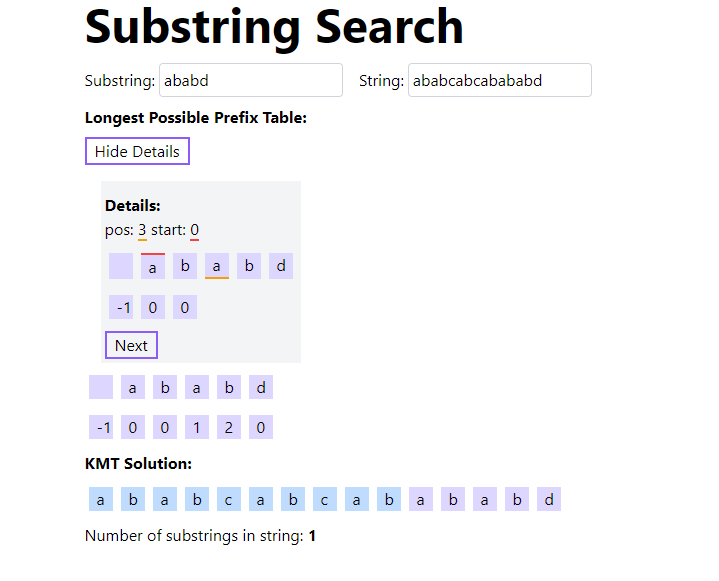 Substring Search
Substring: ababd String: ababcabcabababd
Longest Possible Prefix Table:
Hide Details
Details:
pos: 3 start: 0
a b a b d
-1 0 0
Next
a b a b d
-1 0 0 1 2 0
KMT Solution:
a b a b c a b c a b a b a b d
Number of substrings in string: 1